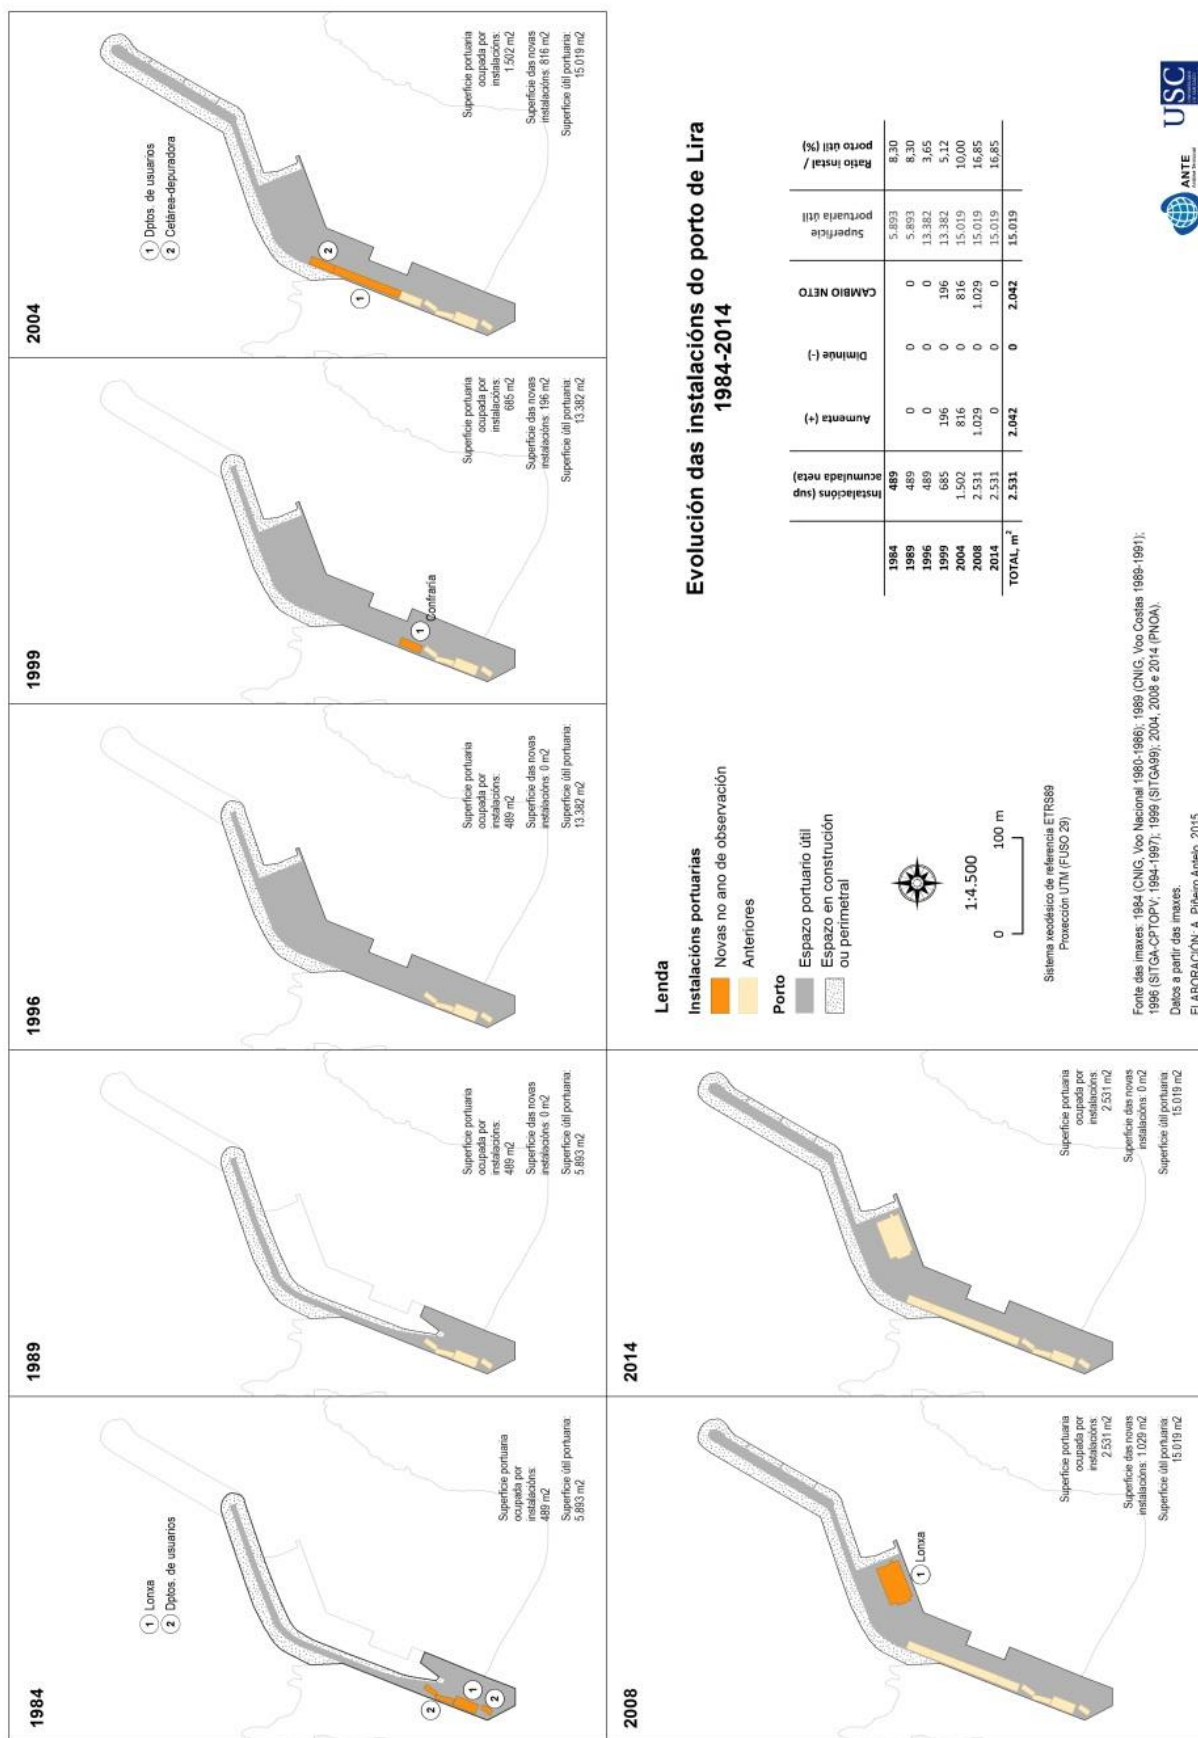 1984
1 Lonxa
2 Dptos. de usuarios
2
1
2
Superficie portuaria
ocupada por
instalacións:
489 m2
Superficie útil portuaria:
5.893 m2
1989
Superficie portuaria
ocupada por
instalacións:
489 m2
Superficie das novas
instalacións: 0 m2
Superficie útil portuaria:
5.893 m2
1996
Superficie portuaria
ocupada por
instalacións:
489 m2
Superficie das novas
instalacións: 0 m2
Superficie útil portuaria:
13.382 m2
1999
1
Confraría
Superficie portuaria
ocupada por
instalacións:
685 m2
Superficie das novas
instalacións: 196 m2
Superficie útil portuaria:
13.382 m2
2004
1 Dptos. de usuarios
2 Cetárea-depuradora
1
2
Superficie portuaria
ocupada por
instalacións:
1.502 m2
Superficie das novas
instalacións: 816 m2
Superficie útil portuaria:
15.019 m2
2008
1 Lonxa
Superficie portuaria
ocupada por
instalacións:
2.531 m2
Superficie das novas
instalacións: 1.029 m2
Superficie útil portuaria:
15.019 m2
2014
Superficie portuaria
ocupada por
instalacións:
2.531 m2
Superficie das novas
instalacións: 0 m2
Superficie útil portuaria:
15.019 m2
Lenda
Instalacións portuarias
Novas no ano de observación
Anteriores
Porto
Espazo portuario útil
Espazo en construción
ou perimetral
1:4.500
0 100 m
Sistema xeodésico de referencia ETRS89
Proxección UTM (FUSO 29)
Evolución das instalacións do porto de Lira
1984-2014
Instalacións (sup acumulada neta) Aumenta (+) Diminúe (-) CAMBIO NETO Superficie portuaria útil Ratio instal / porto útil (%)
1984 489 5.893 8,30
1989 489 0 0 0 5.893 8,30
1996 489 0 0 0 13.382 3,65
1999 685 196 0 196 13.382 5,12
2004 1.502 816 0 816 15.019 10,00
2008 2.531 1.029 0 1.029 15.019 16,85
2014 2.531 0 0 0 15.019 16,85
TOTAL, m² 2.531 2.042 0 2.042 15.019
Fonte das imaxes: 1984 (CNIG, Voo Nacional 1980-1986); 1989 (CNIG, Voo Costas 1989-1991);
1996 (SITGA-CPTOPV; 1994-1997); 1999 (SITGA99); 2004, 2008 e 2014 (PNOA).
Datos a partir das imaxes.
ELABORACIÓN: A. Piñeiro Antelo, 2015
ANTE
USC